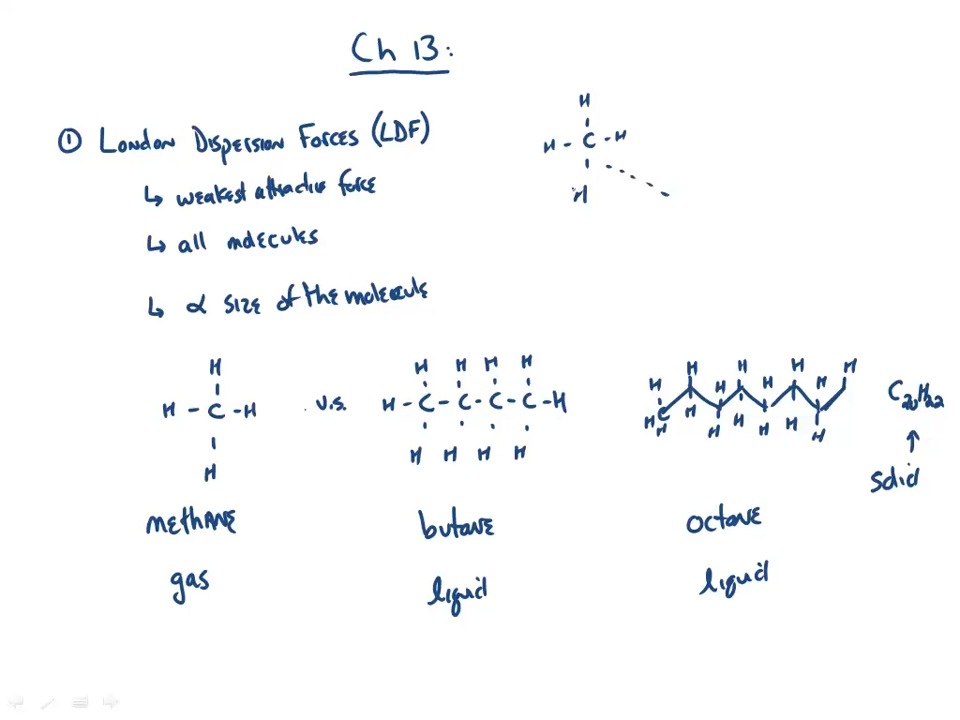 Ch 13:
① London Dispersion Forces (LDF)
↳ weakest attractive force
↳ all molecules
↳ α size of the molecule
H
H - C - H
H
H
H - C - H
H
v.s.
H H H H
H - C - C - C - C - H
H H H H
H H H H H H H H
H C H H H H H H
H H H H
C20H22
↑
solid
methane
butane
octane
gas
liquid
liquid